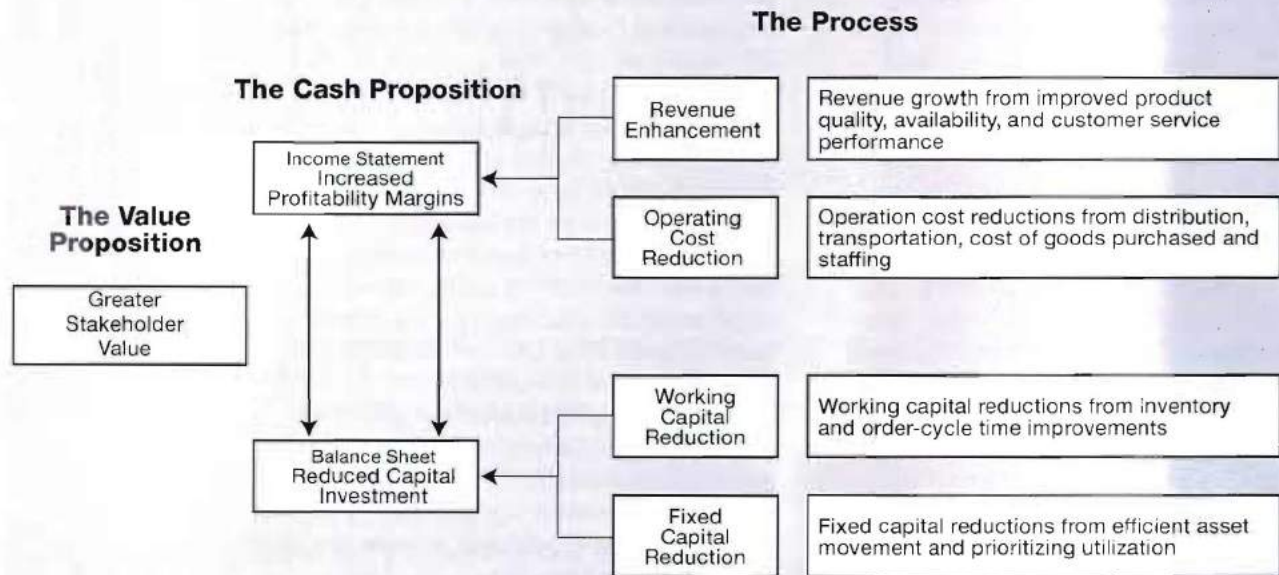 The Process
The Cash Proposition
Revenue
Enhancement
Revenue growth from improved product
quality, availability, and customer service
performance
Income Statement
Increased
Profitability Margins
The Value
Proposition
Operating
Cost
Reduction
Operation cost reductions from distribution,
transportation, cost of goods purchased and
staffing
Greater
Stakeholder
Value
Working
Capital
Reduction
Working capital reductions from inventory
and order-cycle time improvements
Balance Sheet
Reduced Capital
Investment
Fixed
Capital
Reduction
Fixed capital reductions from efficient asset
movement and prioritizing utilization